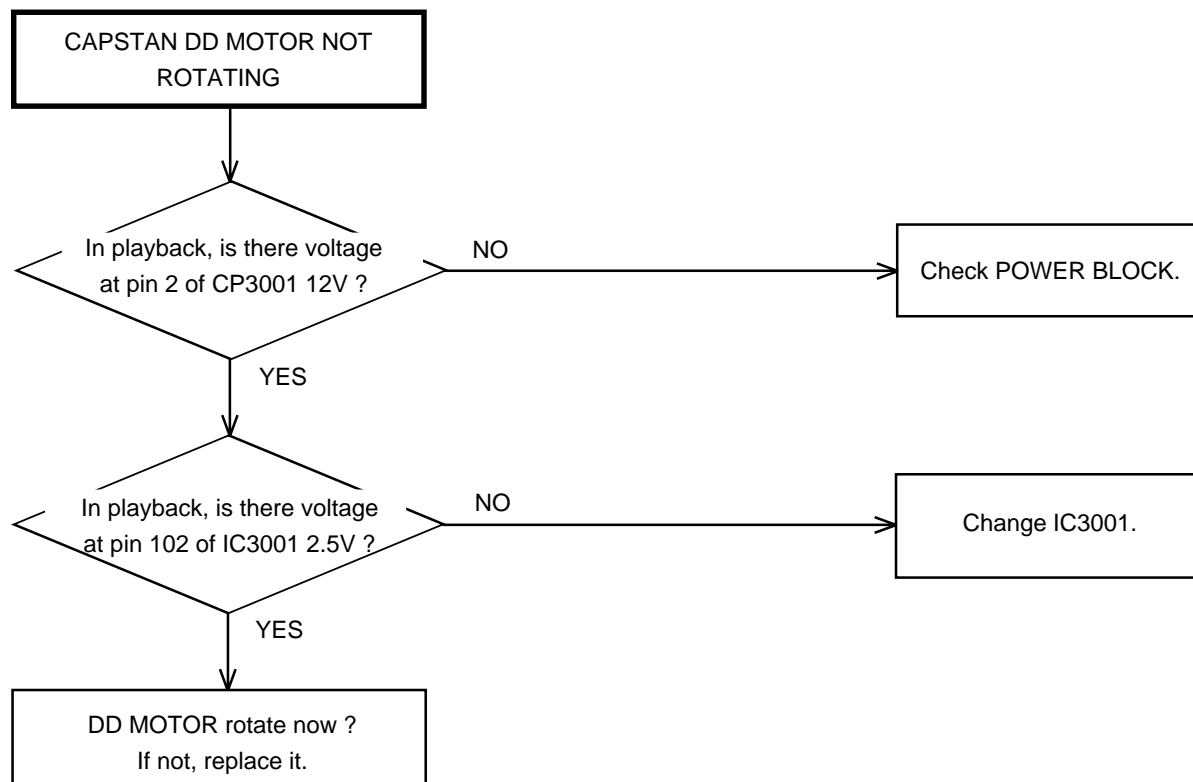 CAPSTAN DD MOTOR NOT
ROTATING
In playback, is there voltage
at pin 2 of CP3001 12V ?
NO
Check POWER BLOCK.
YES
In playback, is there voltage
at pin 102 of IC3001 2.5V ?
NO
Change IC3001.
YES
DD MOTOR rotate now ?
If not, replace it.